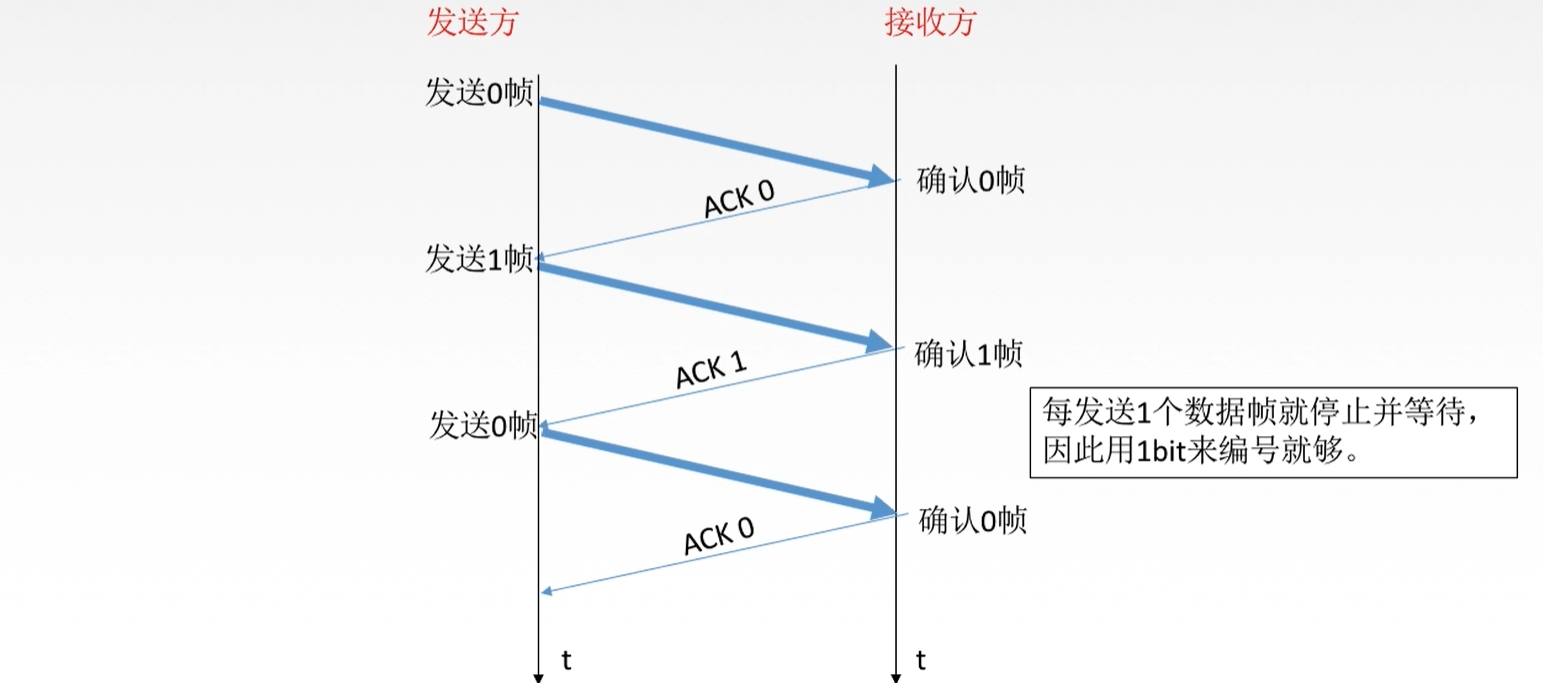 发送方
接收方
发送0帧
确认0帧
ACK 0
发送1帧
确认1帧
ACK 1
每发送1个数据帧就停止并等待，
因此用1bit来编号就够。
发送0帧
确认0帧
ACK 0
t
t